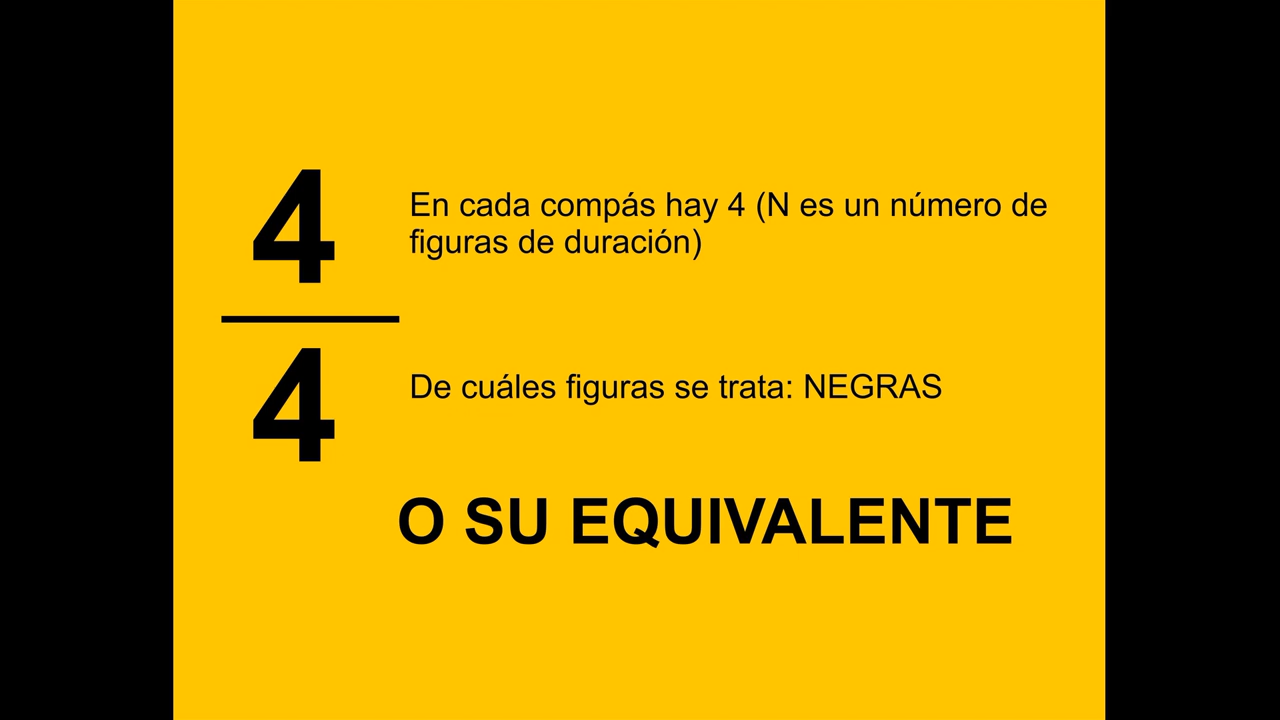 4
En cada compás hay 4 (N es un número de
figuras de duración)
4
De cuáles figuras se trata: NEGRAS
O SU EQUIVALENTE